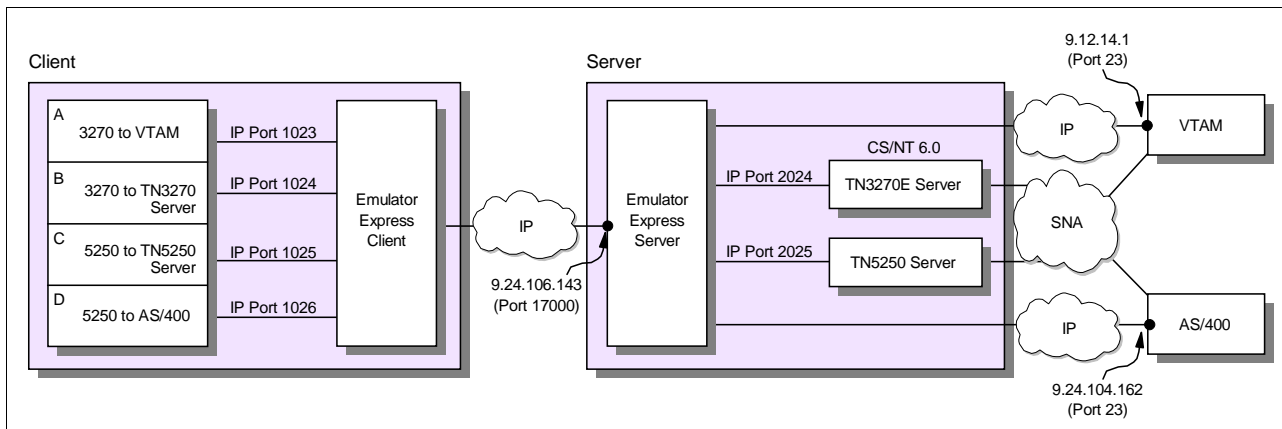 Client
A
3270 to VTAM
B
3270 to TN3270
Server
C
5250 to TN5250
Server
D
5250 to AS/400
IP Port 1023
IP Port 1024
IP Port 1025
IP Port 1026
Emulator
Express
Client
IP
9.24.106.143
(Port 17000)
Server
Emulator
Express
Server
IP Port 2024
IP Port 2025
CS/NT 6.0
TN3270E Server
TN5250 Server
9.12.14.1
(Port 23)
IP
VTAM
SNA
IP
AS/400
9.24.104.162
(Port 23)